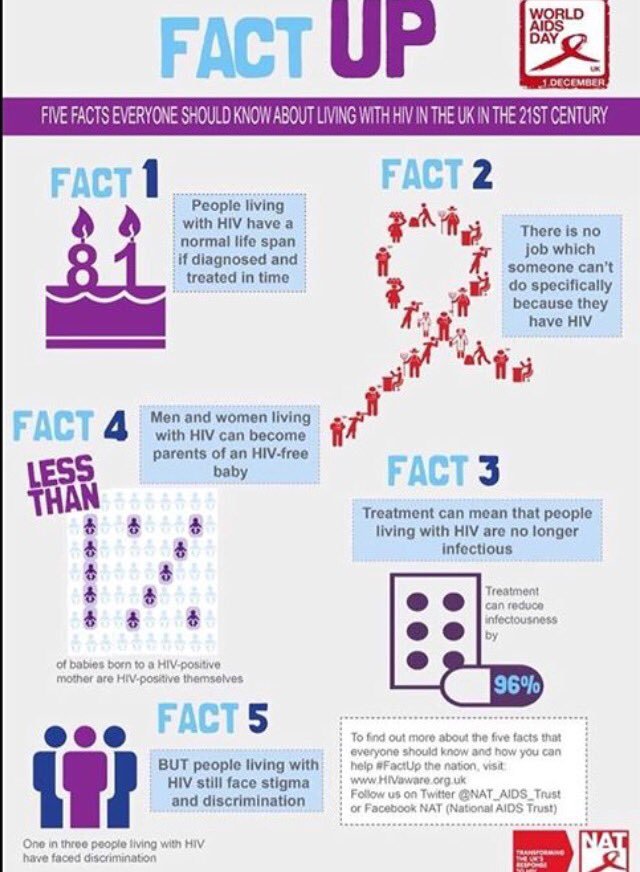 FACT UP
WORLD
AIDS
DAY
UK
1.DECEMBER
FIVE FACTS EVERYONE SHOULD KNOW ABOUT LIVING WITH HIV IN THE UK IN THE 21ST CENTURY
FACT 1
81
People living
with HIV have a
normal life span
if diagnosed and
treated in time
FACT 2
There is no
job which
someone can't
do specifically
because they
have HIV
FACT 3
Treatment can mean that people
living with HIV are no longer
infectious
Treatment
can reduce
infectousness
by
96%
FACT 4
Men and women living
with HIV can become
parents of an HIV-free
baby
LESS
THAN
1%
of babies born to a HIV-positive
mother are HIV-positive themselves
FACT 5
BUT people living with
HIV still face stigma
and discrimination
One in three people living with HIV
have faced discrimination
To find out more about the five facts that
everyone should know and how you can
help #FactUp the nation, visit:
www.HIVaware.org.uk
Follow us on Twitter @NAT_AIDS_Trust
or Facebook NAT (National AIDS Trust)
TRANSFORMING
THE UK'S
RESPONSE
TO HIV
NAT